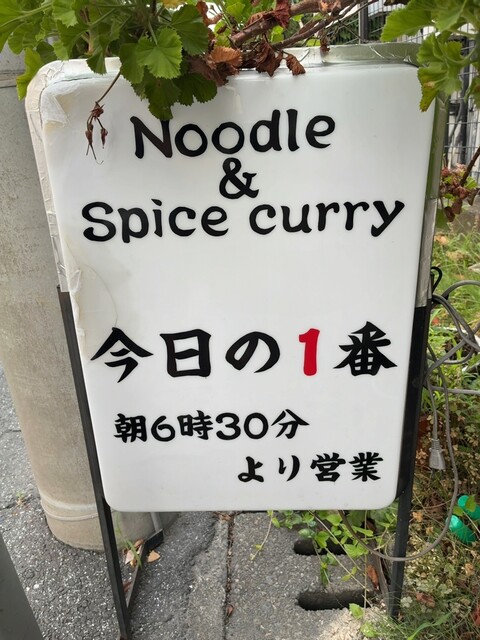 Noodle
&
Spice curry
今日の1番
朝6時30分
より営業